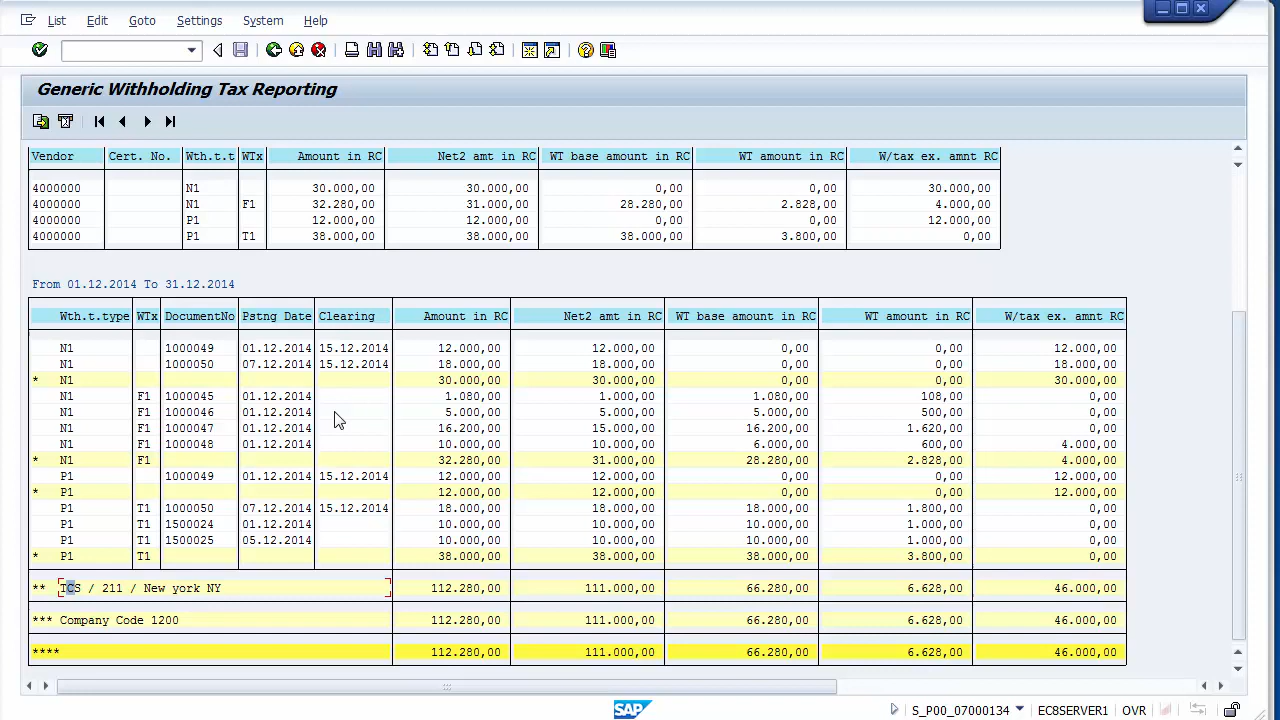 List Edit Goto Settings System Help
Generic Withholding Tax Reporting
Vendor Cert. No. Wth.t.t WTx Amount in RC Net2 amt in RC WT base amount in RC WT amount in RC W/tax ex. amnt RC
4000000 N1 30.000,00 30.000,00 0,00 0,00 30.000,00
4000000 N1 F1 32.280,00 31.000,00 28.280,00 2.828,00 4.000,00
4000000 P1 12.000,00 12.000,00 0,00 0,00 12.000,00
4000000 P1 T1 38.000,00 38.000,00 38.000,00 3.800,00 0,00
From 01.12.2014 To 31.12.2014
Wth.t.type WTx DocumentNo Pstng Date Clearing Amount in RC Net2 amt in RC WT base amount in RC WT amount in RC W/tax ex. amnt RC
N1 1000049 01.12.2014 15.12.2014 12.000,00 12.000,00 0,00 0,00 12.000,00
N1 1000050 07.12.2014 15.12.2014 18.000,00 18.000,00 0,00 0,00 18.000,00
* N1 30.000,00 30.000,00 0,00 0,00 30.000,00
N1 F1 1000045 01.12.2014 1.080,00 1.000,00 1.080,00 108,00 0,00
N1 F1 1000046 01.12.2014 5.000,00 5.000,00 5.000,00 500,00 0,00
N1 F1 1000047 01.12.2014 16.200,00 15.000,00 16.200,00 1.620,00 0,00
N1 F1 1000048 01.12.2014 10.000,00 10.000,00 6.000,00 600,00 4.000,00
* N1 F1 32.280,00 31.000,00 28.280,00 2.828,00 4.000,00
P1 1000049 01.12.2014 15.12.2014 12.000,00 12.000,00 0,00 0,00 12.000,00
* P1 12.000,00 12.000,00 0,00 0,00 12.000,00
P1 T1 1000050 07.12.2014 15.12.2014 18.000,00 18.000,00 18.000,00 1.800,00 0,00
P1 T1 1500024 01.12.2014 10.000,00 10.000,00 10.000,00 1.000,00 0,00
P1 T1 1500025 05.12.2014 10.000,00 10.000,00 10.000,00 1.000,00 0,00
* P1 T1 38.000,00 38.000,00 38.000,00 3.800,00 0,00
** TCS / 211 / New york NY 112.280,00 111.000,00 66.280,00 6.628,00 46.000,00
*** Company Code 1200 112.280,00 111.000,00 66.280,00 6.628,00 46.000,00
**** 112.280,00 111.000,00 66.280,00 6.628,00 46.000,00
SAP S_P00_07000134 ECCSERVER1 OVR